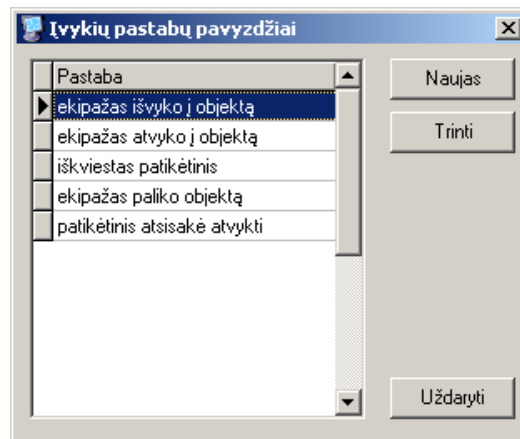 Įvykių pastabų pavyzdžiai
Pastaba
ekipažas išvyko į objektą
ekipažas atvyko į objektą
iškviestas patikėtinis
ekipažas paliko objektą
patikėtinis atsisakė atvykti
Naujas
Trinti
Uždaryti